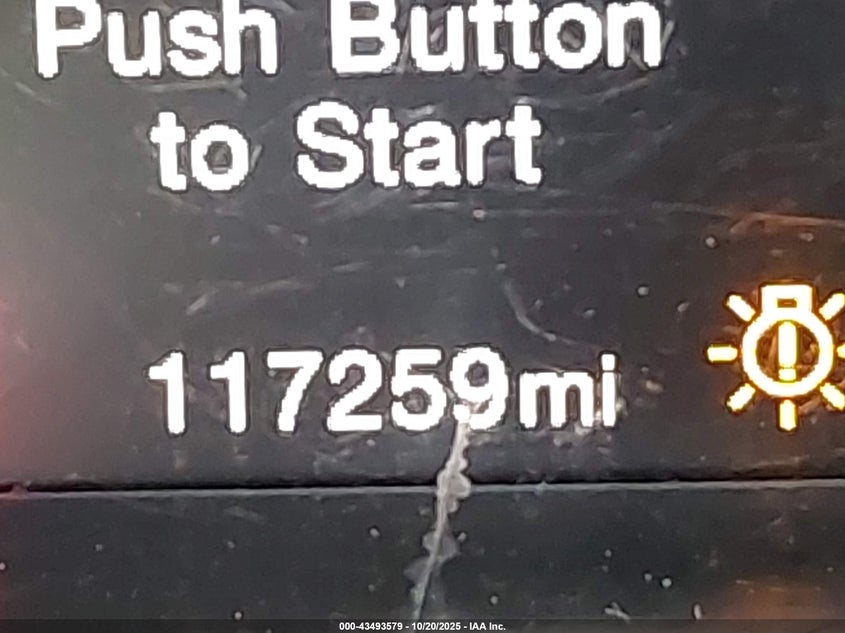 Push Button
to Start
117259mi
000-43493579 - 10/20/2025 - IAA Inc.